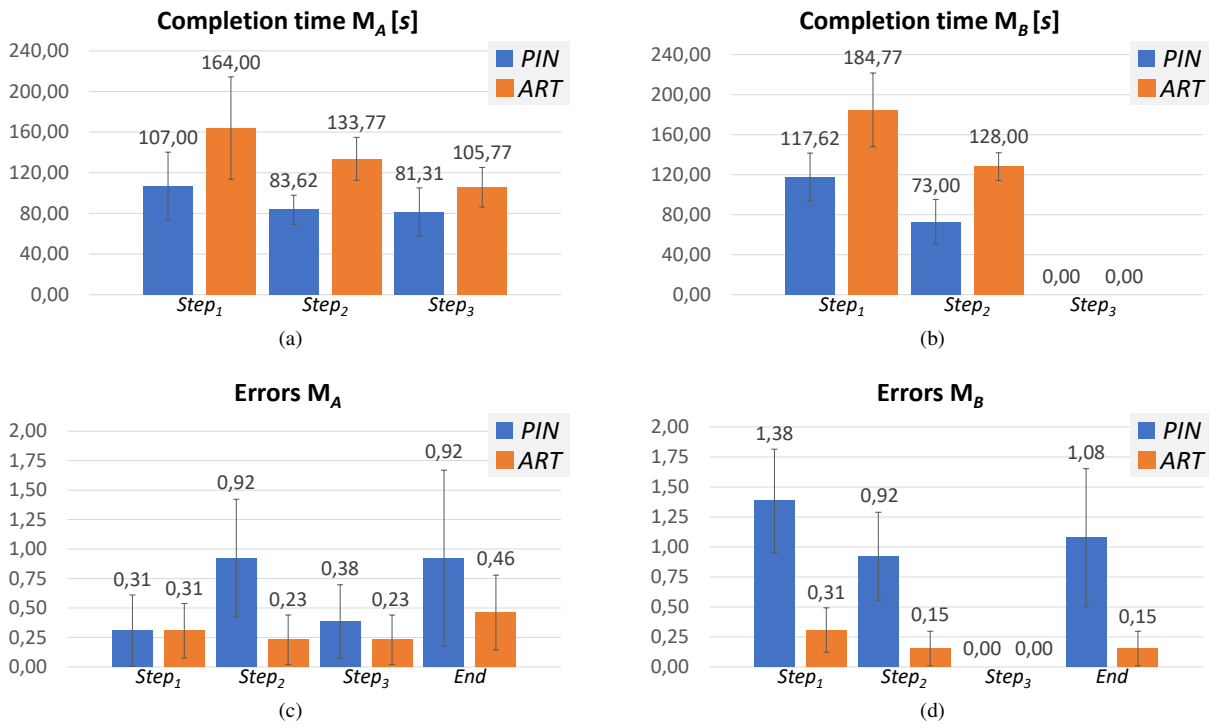 Completion time M_A [s]
240,00
200,00
160,00
120,00
80,00
40,00
0,00
107,00
164,00
83,62
133,77
81,31
105,77
PIN
ART
Step₁
Step₂
Step₃
(a)
Completion time M_B [s]
240,00
200,00
160,00
120,00
80,00
40,00
0,00
117,62
184,77
73,00
128,00
0,00
0,00
PIN
ART
Step₁
Step₂
Step₃
(b)
Errors M_A
2,00
1,75
1,50
1,25
1,00
0,75
0,50
0,25
0,00
0,31
0,31
0,92
0,23
0,38
0,23
0,92
0,46
PIN
ART
Step₁
Step₂
Step₃
End
(c)
Errors M_B
2,00
1,75
1,50
1,25
1,00
0,75
0,50
0,25
0,00
1,38
0,31
0,92
0,15
0,00
0,00
1,08
0,15
PIN
ART
Step₁
Step₂
Step₃
End
(d)